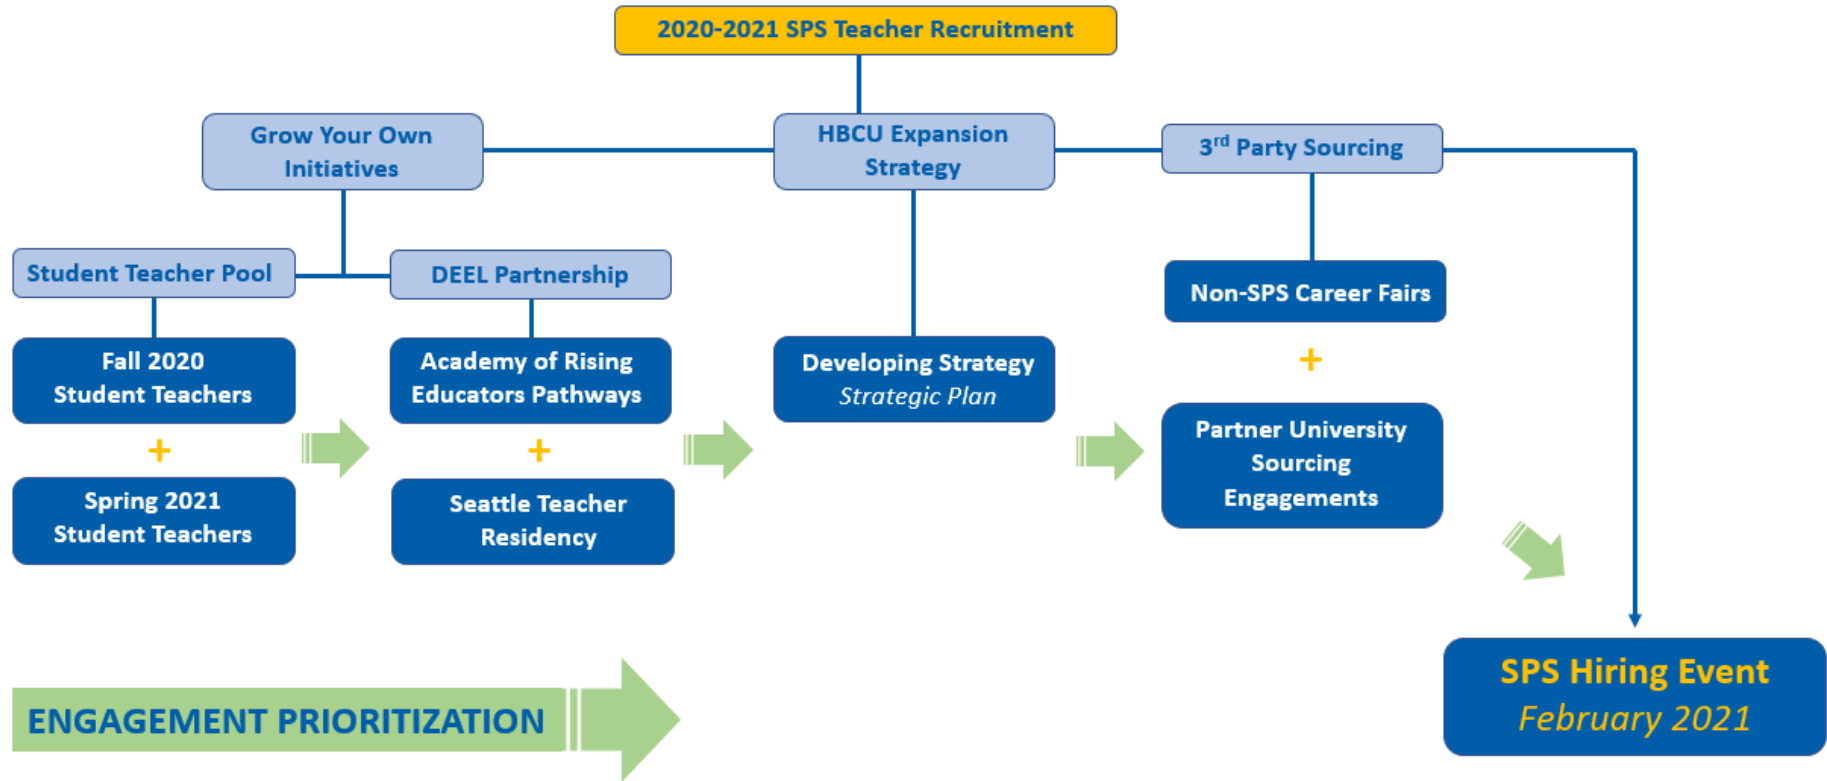 2020-2021 SPS Teacher Recruitment
Grow Your Own
Initiatives
HBCU Expansion
Strategy
3rd Party Sourcing
Student Teacher Pool
DEEL Partnership
Non-SPS Career Fairs
Fall 2020
Student Teachers
+
Spring 2021
Student Teachers
Academy of Rising
Educators Pathways
+
Seattle Teacher
Residency
Developing Strategy
Strategic Plan
+
Partner University
Sourcing
Engagements
ENGAGEMENT PRIORITIZATION
SPS Hiring Event
February 2021